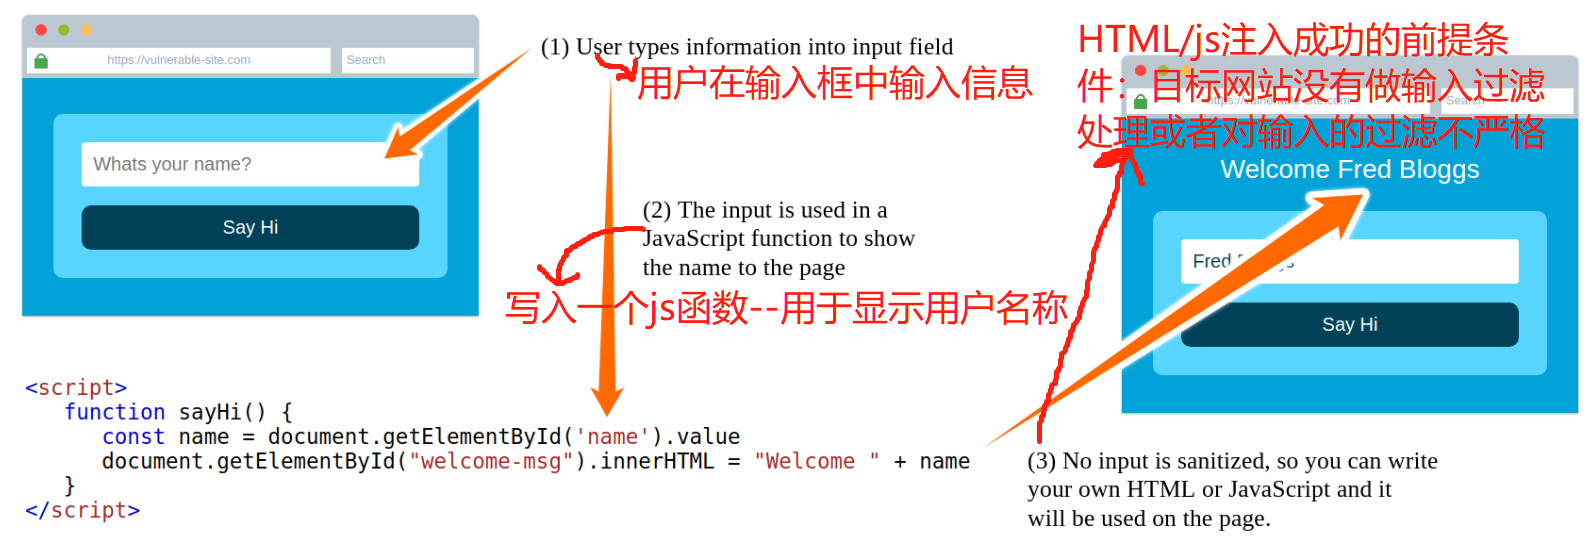 https://vulnerable-site.com
Search
Whats your name?
Say Hi
(1) User types information into input field
用户在输入框中输入信息
(2) The input is used in a
JavaScript function to show
the name to the page
写入一个js函数--用于显示用户名称
<script>
function sayHi() {
const name = document.getElementById('name').value
document.getElementById("welcome-msg").innerHTML = "Welcome " + name
}
</script>
HTML/js注入成功的前提条
件：目标网站没有做输入过滤
处理或者对输入的过滤不严格
https://vulnerable-site.com
Search
Welcome Fred Bloggs
Fred Bloggs
Say Hi
(3) No input is sanitized, so you can write
your own HTML or JavaScript and it
will be used on the page.